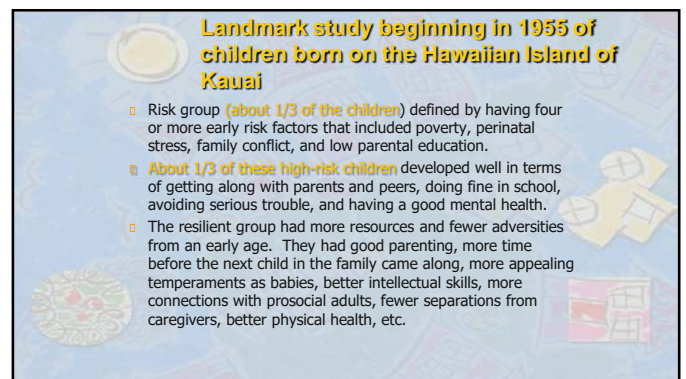 Landmark study beginning in 1955 of
children born on the Hawaiian Island of
Kauai
Risk group (about 1/3 of the children) defined by having four
or more early risk factors that included poverty, perinatal
stress, family conflict, and low parental education.
About 1/3 of these high-risk children developed well in terms
of getting along with parents and peers, doing fine in school,
avoiding serious trouble, and having a good mental health.
The resilient group had more resources and fewer adversities
from an early age. They had good parenting, more time
before the next child in the family came along, more appealing
temperaments as babies, better intellectual skills, more
connections with prosocial adults, fewer separations from
caregivers, better physical health, etc.